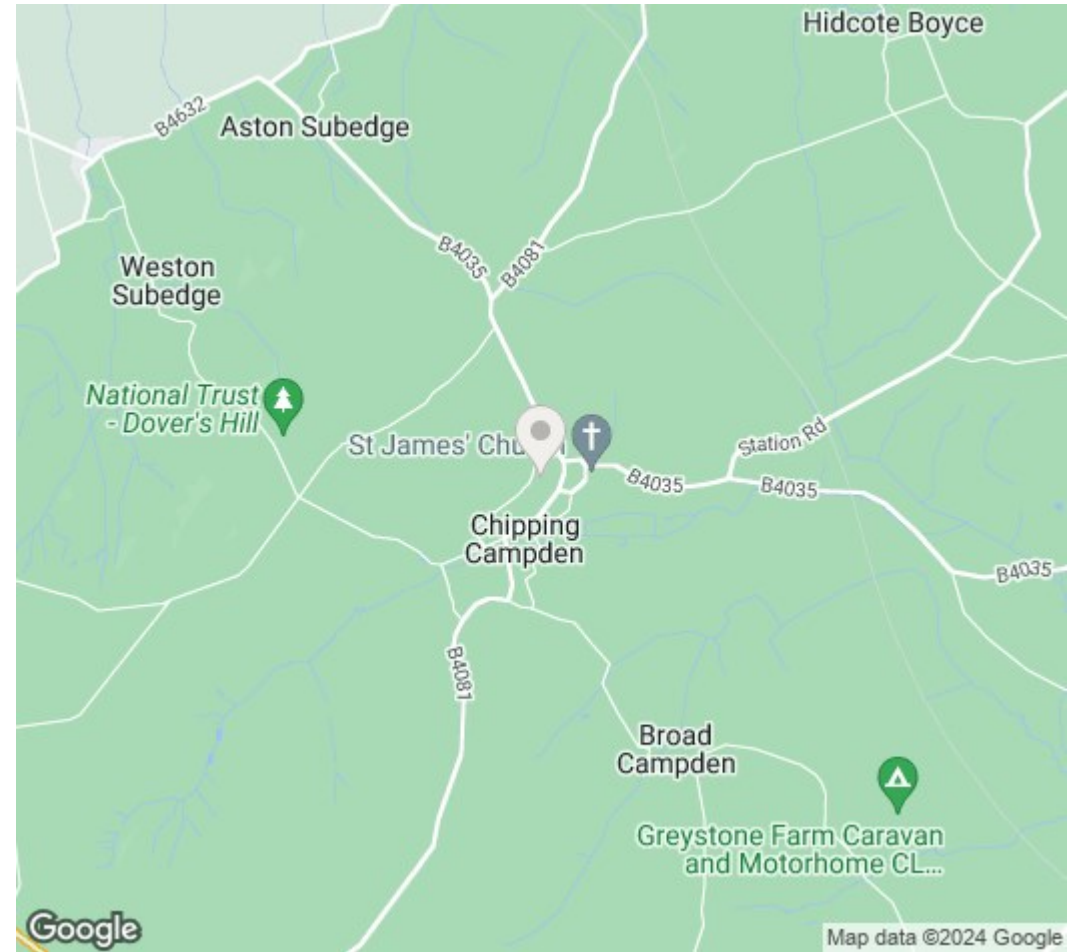 Hidcote Boyce
B4632
Aston Subedge
B4035
B4081
Weston
Subedge
National Trust
- Dover's Hill
St James' Chu
Station Rd
B4035
B4035
Chipping
Campden
B4035
B4081
Broad
Campden
Greystone Farm Caravan
and Motorhome CL...
Google
Map data ©2024 Google